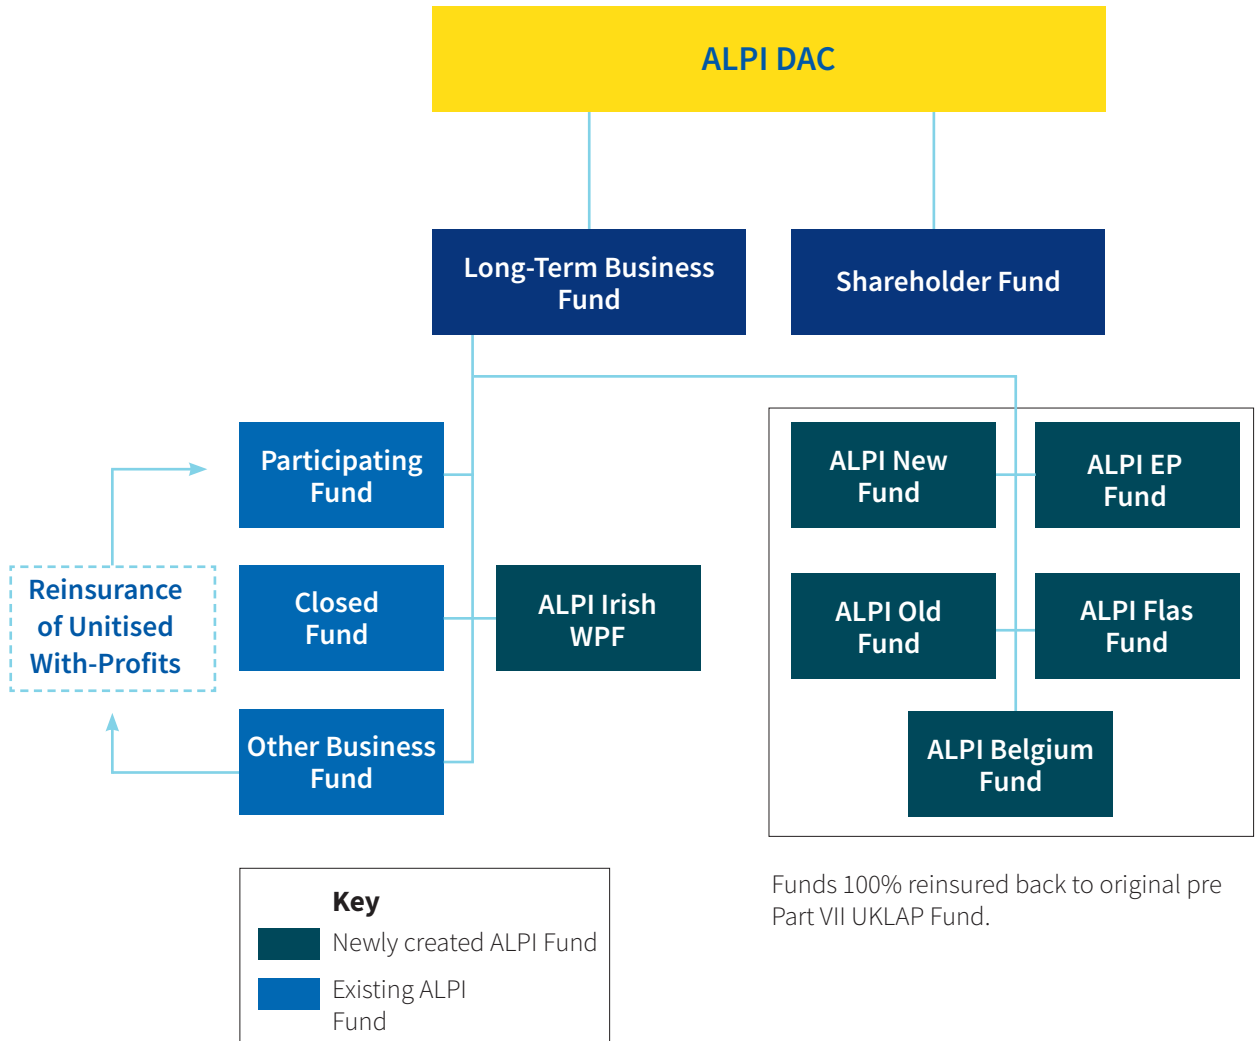 ALPI DAC
Long-Term Business
Fund
Shareholder Fund
Participating
Fund
ALPI New
Fund
ALPI EP
Fund
Reinsurance
of Unitised
With-Profits
Closed
Fund
ALPI Irish
WPF
ALPI Old
Fund
ALPI Flas
Fund
Other Business
Fund
ALPI Belgium
Fund
Key
Newly created ALPI Fund
Existing ALPI
Fund
Funds 100% reinsured back to original pre
Part VII UKLAP Fund.